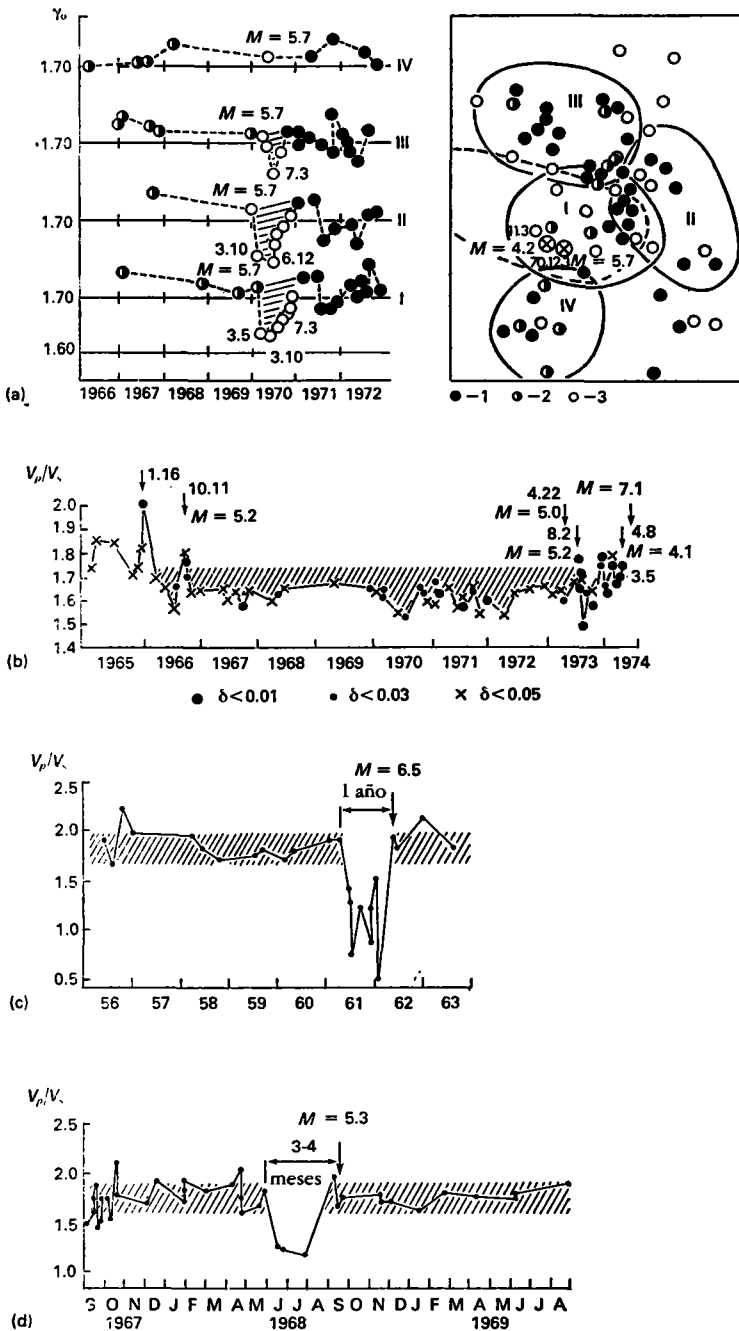 γ₀
M = 5.7
1.70
IV
M = 5.7
1.70
III
7.3
M = 5.7
1.70
II
3.10
6.12
M = 5.7
1.70
I
3.5
7.3
3.10
1.60
1966 1967 1968 1969 1970 1971 1972
(a)
III
I
II
11.3
M = 4.2
M = 5.7
IV
●–1 ◑–2 ○–3
1.16
10.11
M = 5.2
4.22
M = 5.0
8.2
M = 5.2
M = 7.1
4.8
M = 4.1
3.5
2.0
1.9
1.8
1.7
1.6
1.5
1.4
1965 1966 1967 1968 1969 1970 1971 1972 1973 1974
(b)
● δ<0.01 • δ<0.03 × δ<0.05
M = 6.5
1 año
2.5
2.0
1.5
1.0
0.5
56 57 58 59 60 61 62 63
(c)
M = 5.3
3-4
meses
2.5
2.0
1.5
1.0
S O N D J F M A M J J A S O N D J F M A M J J A
1967 1968 1969
(d)